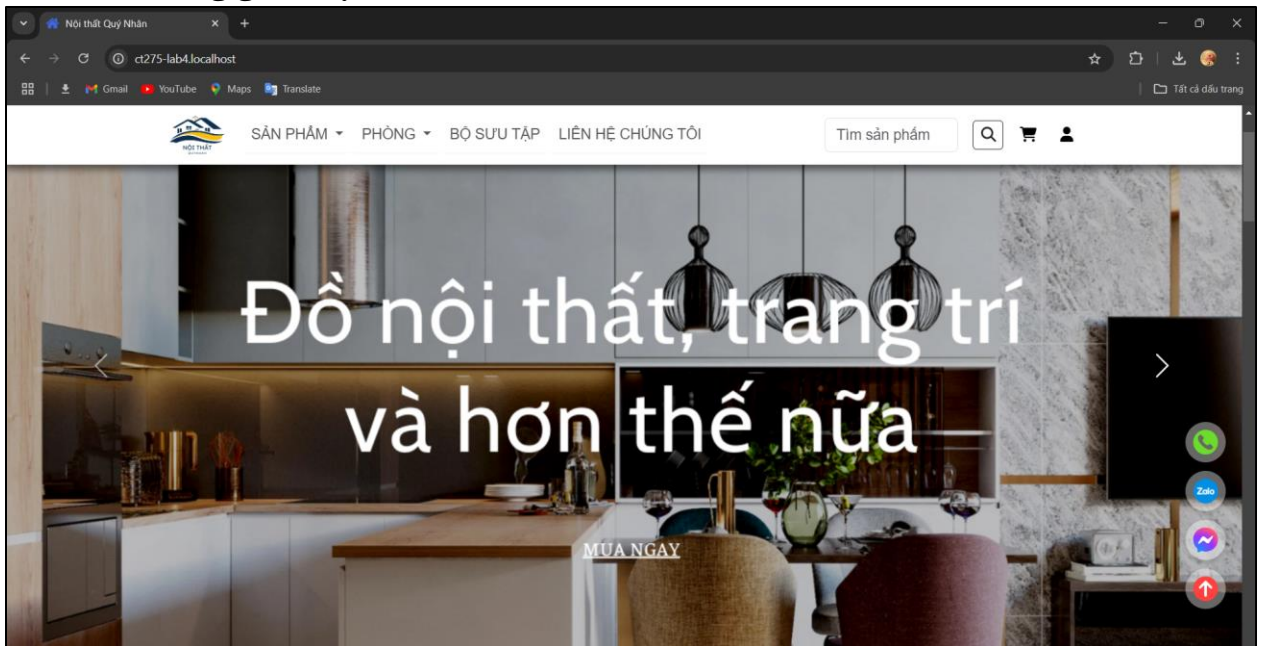 Nội thất Quý Nhân
ct275-lab4.localhost
Gmail YouTube Maps Translate Tất cả dấu trang
NỘI THẤT SẢN PHẨM PHÒNG BỘ SƯU TẬP LIÊN HỆ CHÚNG TÔI Tìm sản phẩm
Đồ nội thất, trang trí
và hơn thế nữa
Zalo
MUA NGAY